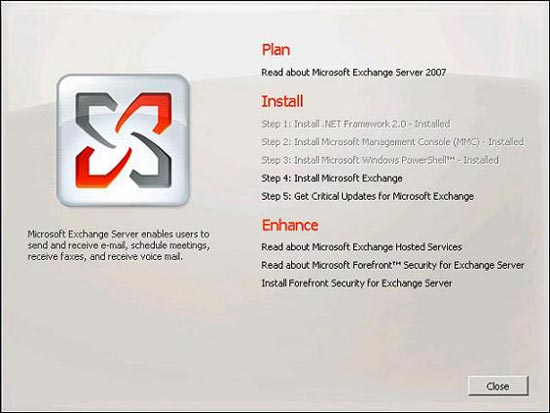 Plan
Read about Microsoft Exchange Server 2007
Install
Step 1: Install .NET Framework 2.0 - Installed
Step 2: Install Microsoft Management Console (MMC) - Installed
Step 3: Install Microsoft Windows PowerShell™ - Installed
Step 4: Install Microsoft Exchange
Step 5: Get Critical Updates for Microsoft Exchange
Enhance
Read about Microsoft Exchange Hosted Services
Read about Microsoft Forefront™ Security for Exchange Server
Install Forefront Security for Exchange Server
Microsoft Exchange Server enables users to
send and receive e-mail, schedule meetings,
receive faxes, and receive voice mail.
Close